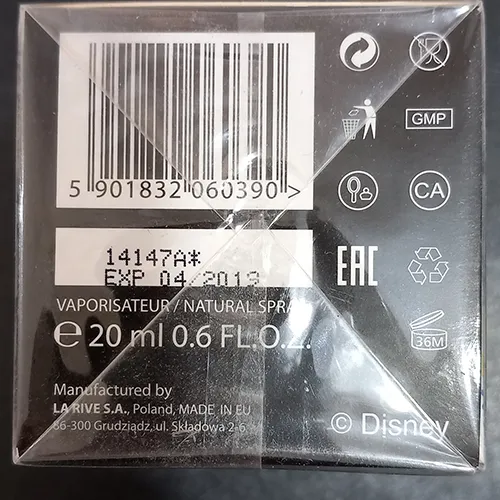 5 901832 060390 >
GMP
CA
14147A*
EXP 04/2019
EAC
VAPORISATEUR / NATURAL SPRAY
e 20 ml 0.6 FL.O.Z.
36M
Manufactured by
LA RIVE S.A., Poland, MADE IN EU
86-300 Grudziądz, ul. Składowa 2-6
© Disney